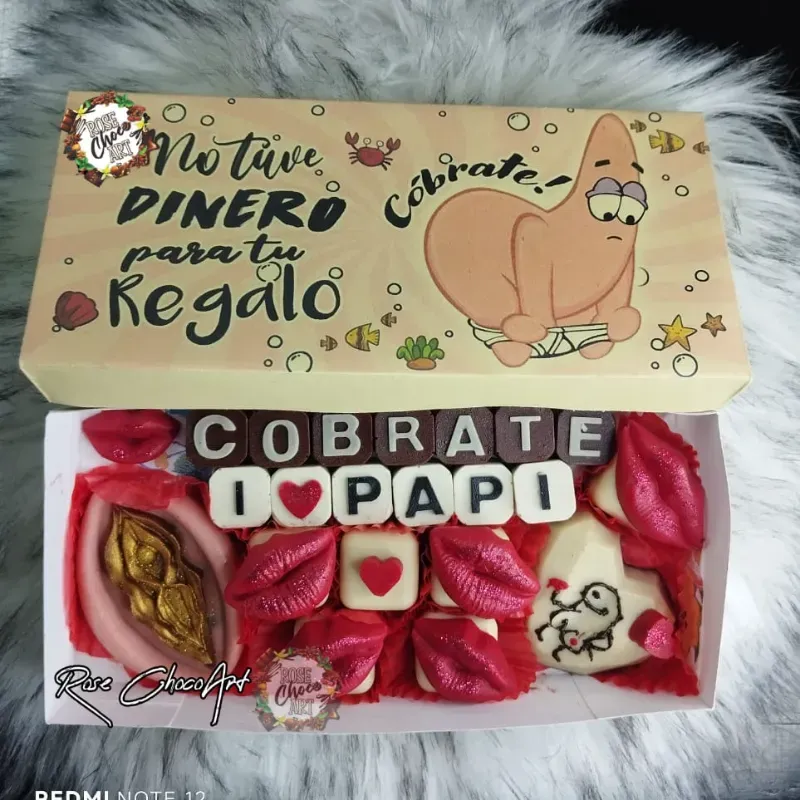 ROSE
Choco
ART
No tuve
DINERO
para tu
Regalo
Cóbrate!
COBRATE
I PAPI
Rose ChocoArt
ROSE
Choco
ART
REDMI NOTE 12